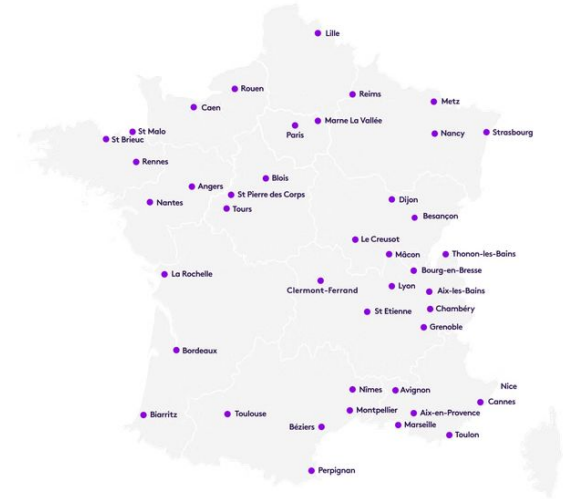 Lille
Rouen
Reims
Metz
Caen
Marne La Vallée
Paris
St Malo
St Brieuc
Nancy
Strasbourg
Rennes
Blois
Angers
St Pierre des Corps
Nantes
Tours
Dijon
Besançon
Le Creusot
Mâcon
Thonon-les-Bains
La Rochelle
Bourg-en-Bresse
Clermont-Ferrand
Lyon
Aix-les-Bains
St Etienne
Chambéry
Grenoble
Bordeaux
Nice
Nîmes
Avignon
Cannes
Biarritz
Toulouse
Montpellier
Aix-en-Provence
Béziers
Marseille
Toulon
Perpignan